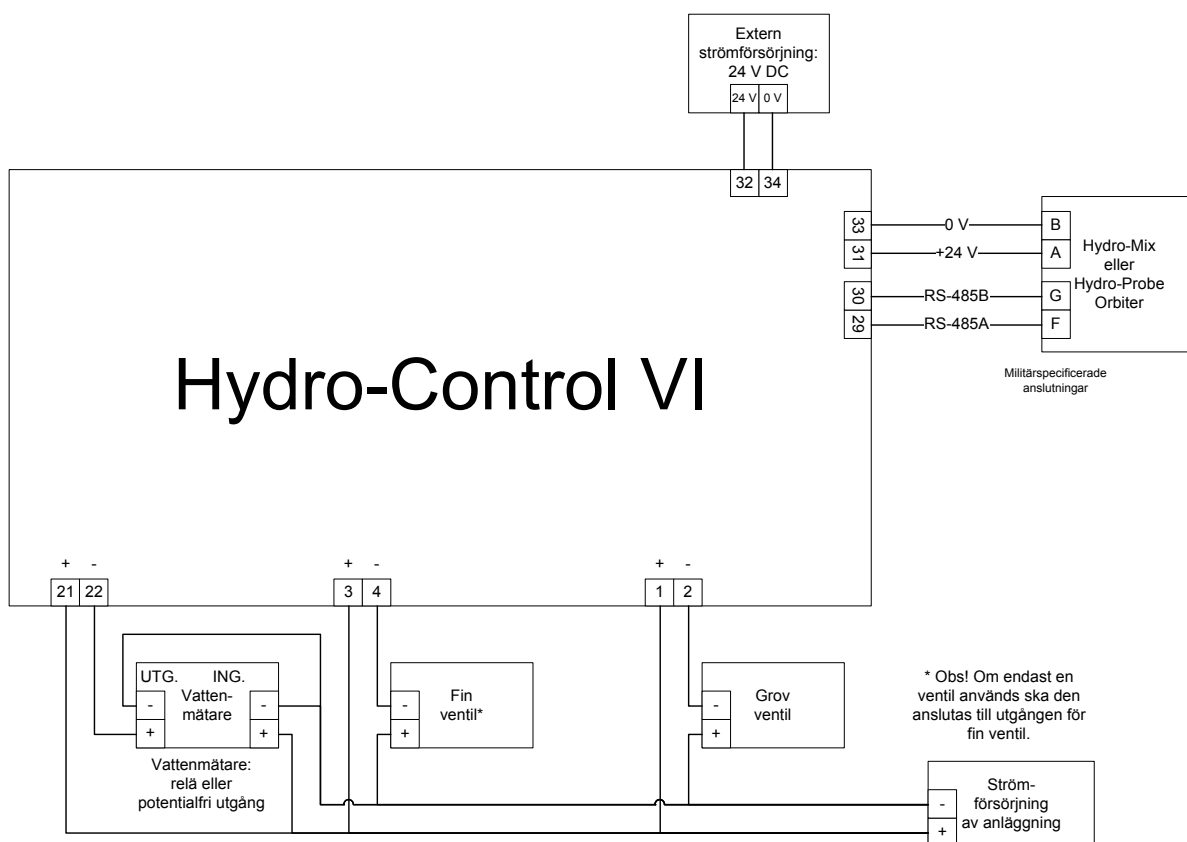 Extern
strömförsörjning:
24 V DC
24 V 0 V
32 34
33
31
30
29
0 V
+24 V
RS-485B
RS-485A
B
A
G
F
Hydro-Mix
eller
Hydro-Probe
Orbiter
Militärspecificerade
anslutningar
Hydro-Control VI
+ -
21 22
+ -
3 4
+ -
1 2
UTG. ING.
Vatten-
mätare
-
+
-
+
Vattenmätare:
relä eller
potentialfri utgång
Fin
ventil*
-
+
Grov
ventil
-
+
* Obs! Om endast en
ventil används ska den
anslutas till utgången för
fin ventil.
Ström-
försörjning
av anläggning
-
+